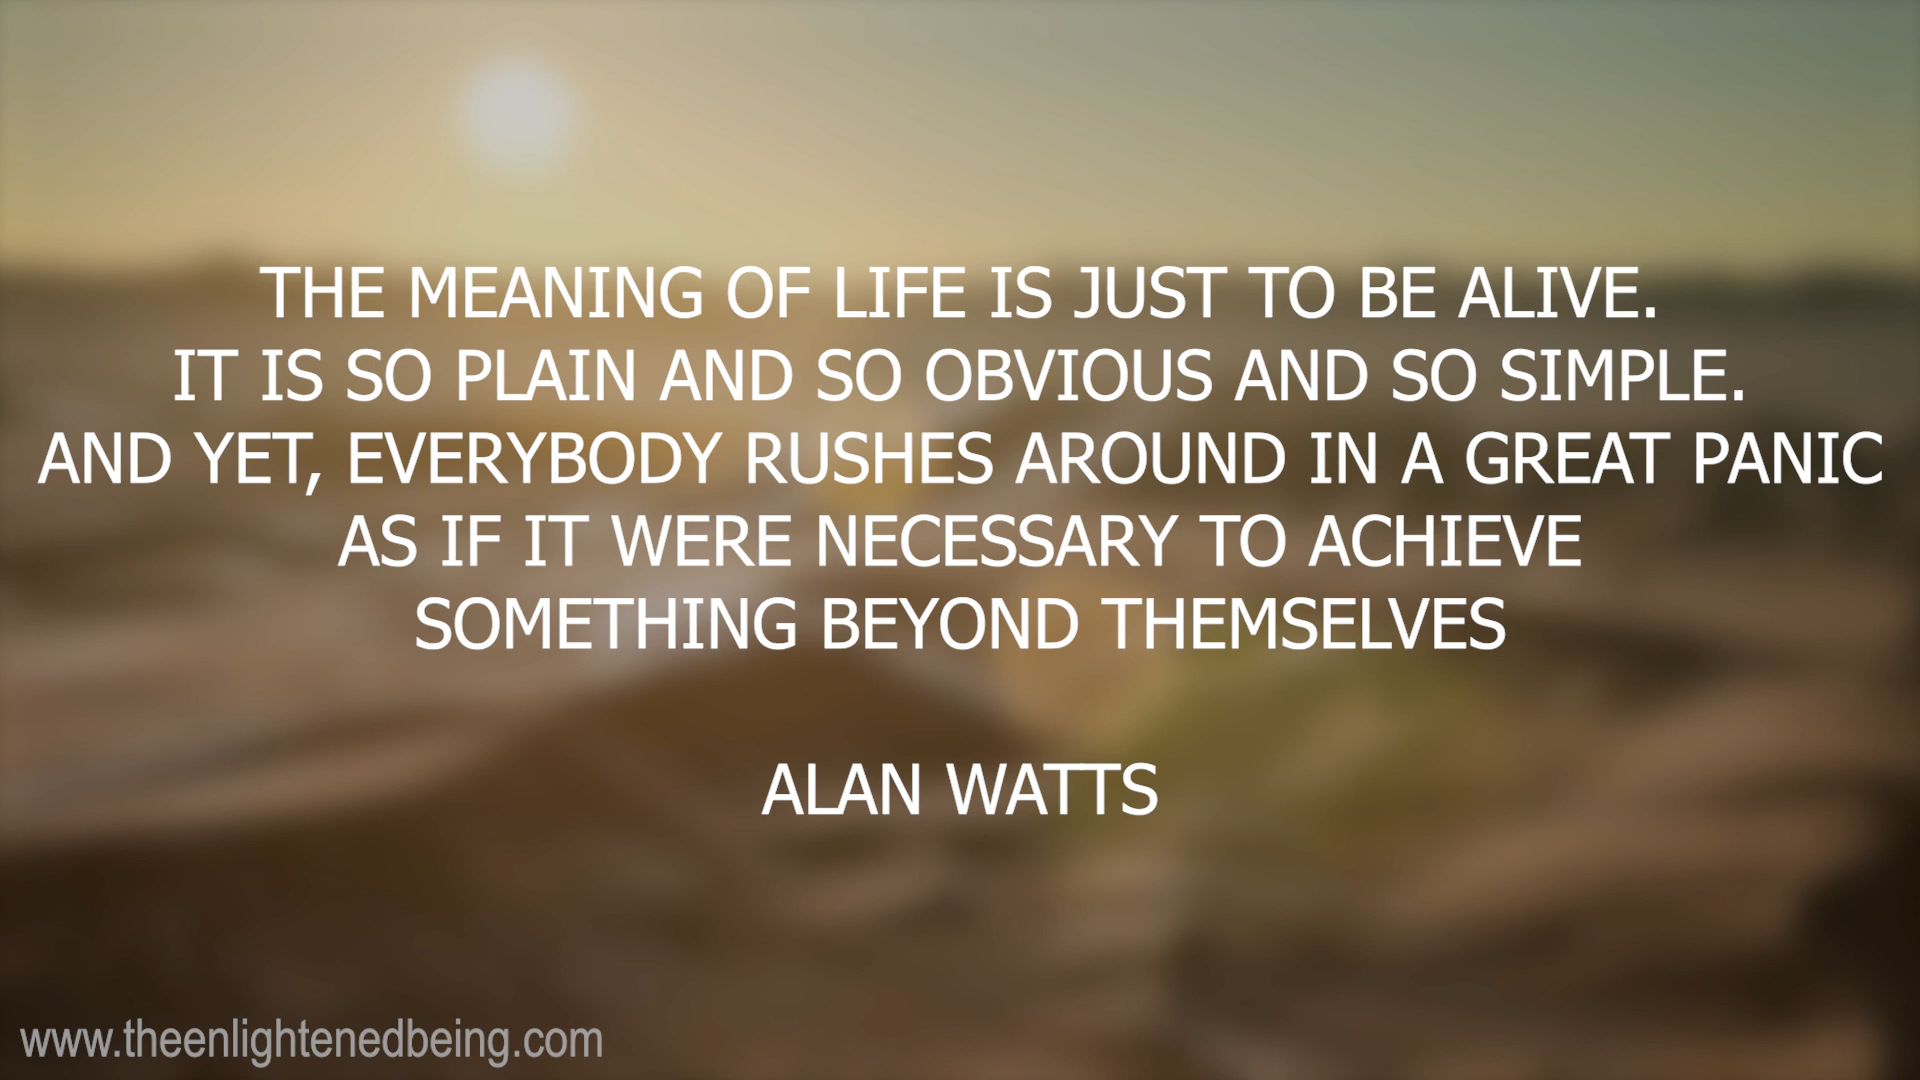 THE MEANING OF LIFE IS JUST TO BE ALIVE.
IT IS SO PLAIN AND SO OBVIOUS AND SO SIMPLE.
AND YET, EVERYBODY RUSHES AROUND IN A GREAT PANIC
AS IF IT WERE NECESSARY TO ACHIEVE
SOMETHING BEYOND THEMSELVES
ALAN WATTS
www.theenlightenedbeing.com